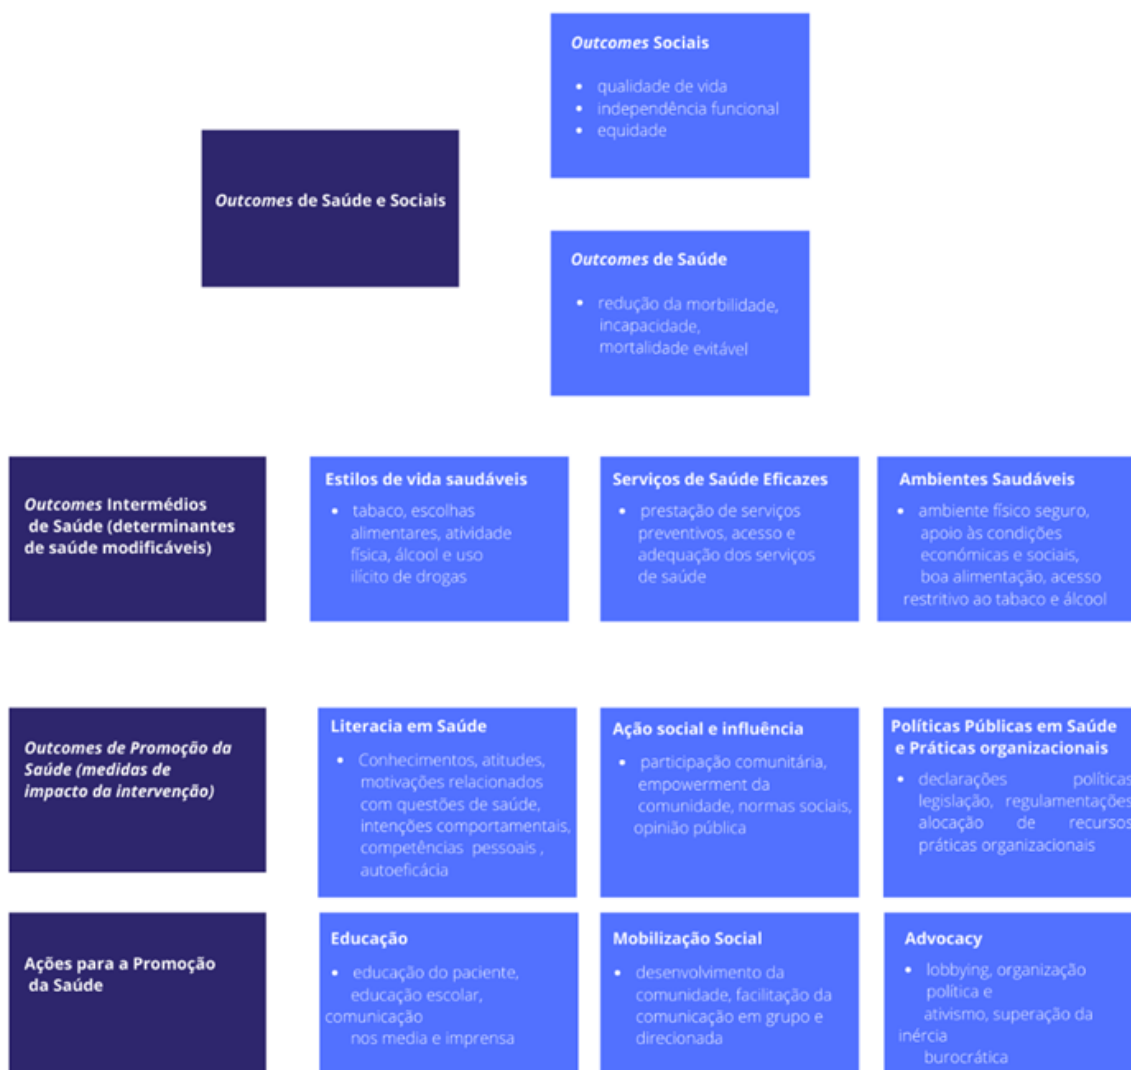 Outcomes Sociais
• qualidade de vida
• independência funcional
• equidade
Outcomes de Saúde e Sociais
Outcomes de Saúde
• redução da morbilidade,
incapacidade,
mortalidade evitável
Outcomes Intermédios
de Saúde (determinantes
de saúde modificáveis)
Estilos de vida saudáveis
• tabaco, escolhas
alimentares, atividade
física, álcool e uso
ilícito de drogas
Serviços de Saúde Eficazes
• prestação de serviços
preventivos, acesso e
adequação dos serviços
de saúde
Ambientes Saudáveis
• ambiente físico seguro,
apoio às condições
económicas e sociais,
boa alimentação, acesso
restritivo ao tabaco e álcool
Outcomes de Promoção da
Saúde (medidas de
impacto da intervenção)
Literacia em Saúde
• Conhecimentos, atitudes,
motivações relacionados
com questões de saúde,
intenções comportamentais,
competências pessoais ,
autoeficácia
Ação social e influência
• participação comunitária,
empowerment da
comunidade, normas sociais,
opinião pública
Políticas Públicas em Saúde
e Práticas organizacionais
• declarações políticas
legislação, regulamentações
alocação de recursos
práticas organizacionais
Ações para a Promoção
da Saúde
Educação
• educação do paciente,
educação escolar,
comunicação
nos media e imprensa
Mobilização Social
• desenvolvimento da
comunidade, facilitação da
comunicação em grupo e
direcionada
Advocacy
• lobbying, organização
política e
ativismo, superação da
inércia
burocrática